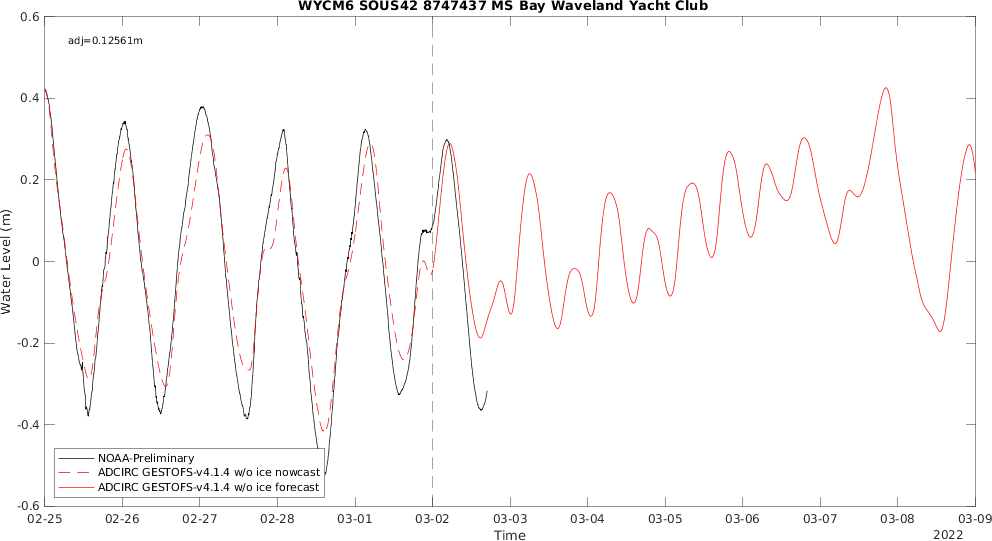 WYCM6 SOUS42 8747437 MS Bay Waveland Yacht Club
adj=0.12561m
0.6
0.4
0.2
0
-0.2
-0.4
-0.6
Water Level (m)
NOAA-Preliminary
ADCIRC GESTOFS-v4.1.4 w/o ice nowcast
ADCIRC GESTOFS-v4.1.4 w/o ice forecast
02-25 02-26 02-27 02-28 03-01 03-02 03-03 03-04 03-05 03-06 03-07 03-08 03-09
Time
2022